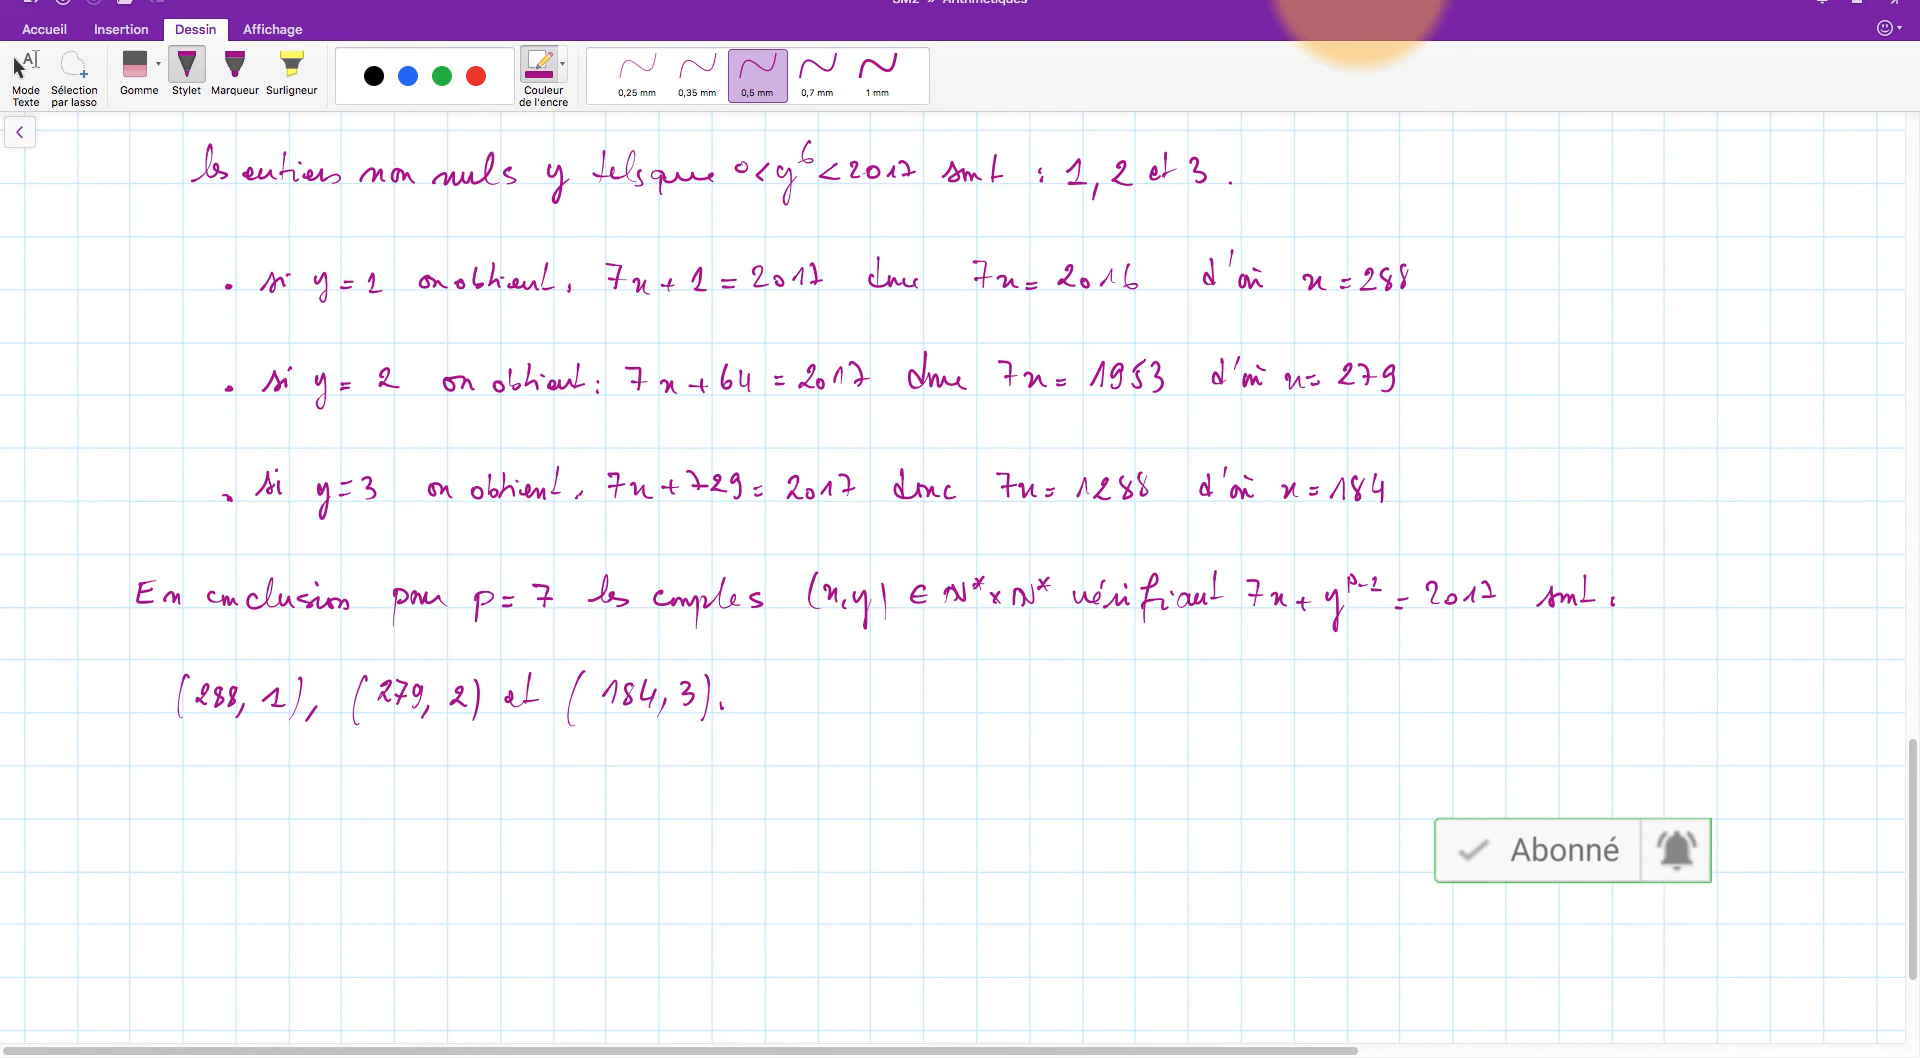 SM2 » Arithmétiques
Accueil Insertion Dessin Affichage
Mode Texte Sélection par lasso Gomme Stylet Marqueur Surligneur Couleur de l'encre 0,25 mm 0,35 mm 0,5 mm 0,7 mm 1 mm
les entiers non nuls y tels que 0 < y^6 < 2017 sont : 1, 2 et 3.
• si y = 1 on obtient : 7x + 1 = 2017 donc 7x = 2016 d'où x = 288
• si y = 2 on obtient : 7x + 64 = 2017 donc 7x = 1953 d'où x = 279
• si y = 3 on obtient : 7x + 729 = 2017 donc 7x = 1288 d'où x = 184
En conclusion pour p = 7 les couples (x,y) ∈ N* × N* vérifiant 7x + y^{p-1} = 2017 sont :
(288, 1), (279, 2) et (184, 3).
Abonné